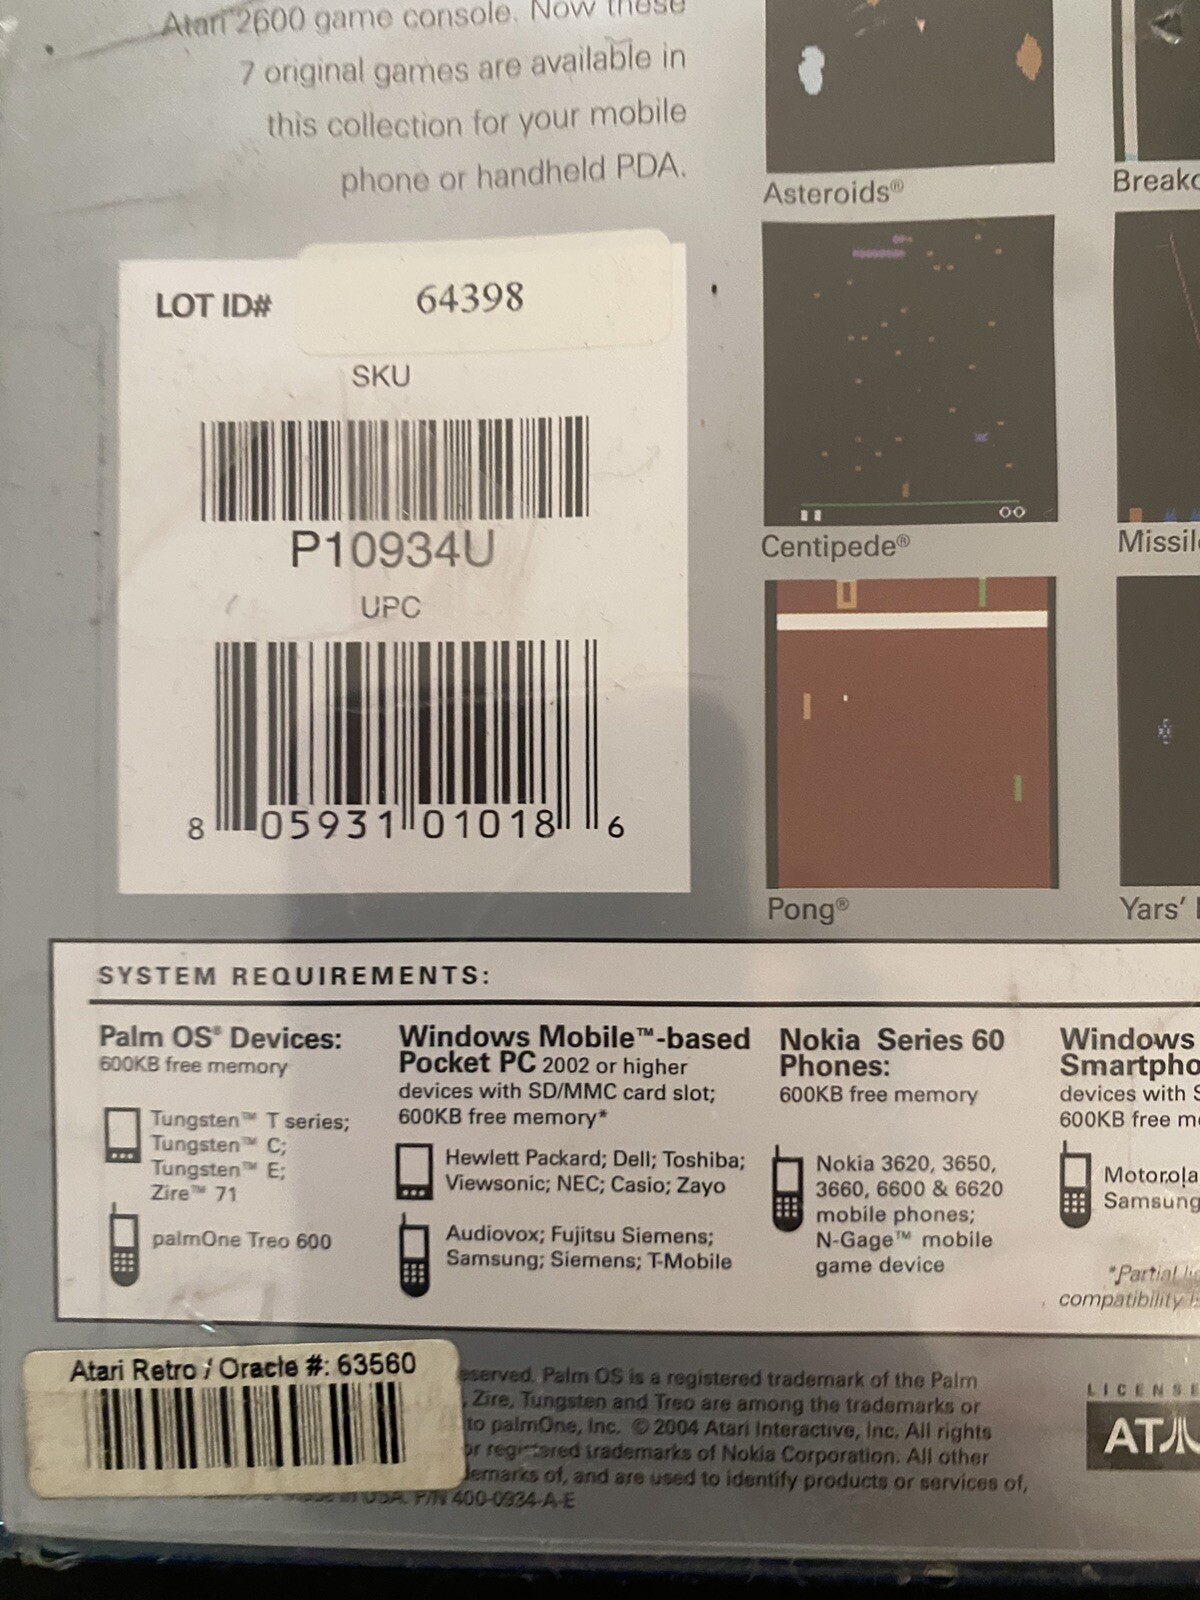 Atari 2600 game console. Now these
7 original games are available in
this collection for your mobile
phone or handheld PDA.
Asteroids®
LOT ID# 64398
SKU
P10934U
UPC
8 05931 01018 6
Centipede®
Pong®
Yars'
SYSTEM REQUIREMENTS:
Palm OS® Devices:
600KB free memory
Tungsten™ T series;
Tungsten™ C;
Tungsten™ E;
Zire™ 71
palmOne Treo 600
Windows Mobile™-based
Pocket PC 2002 or higher
devices with SD/MMC card slot;
600KB free memory*
Hewlett Packard; Dell; Toshiba;
Viewsonic; NEC; Casio; Zayo
Audiovox; Fujitsu Siemens;
Samsung; Siemens; T-Mobile
Nokia Series 60
Phones:
600KB free memory
Nokia 3620, 3650,
3660, 6600 & 6620
mobile phones;
N-Gage™ mobile
game device
Windows
Smartpho
devices with S
600KB free me
Motorola
Samsung
*Partial
compatibility
Atari Retro / Oracle #: 63560
eserved. Palm OS is a registered trademark of the Palm
, Zire, Tungsten and Treo are among the trademarks or
to palmOne, Inc. © 2004 Atari Interactive, Inc. All rights
or registered trademarks of Nokia Corporation. All other
demarks of, and are used to identify products or services of,
Made in USA. P/N 400-0934-A-E
LICENSE
ATA